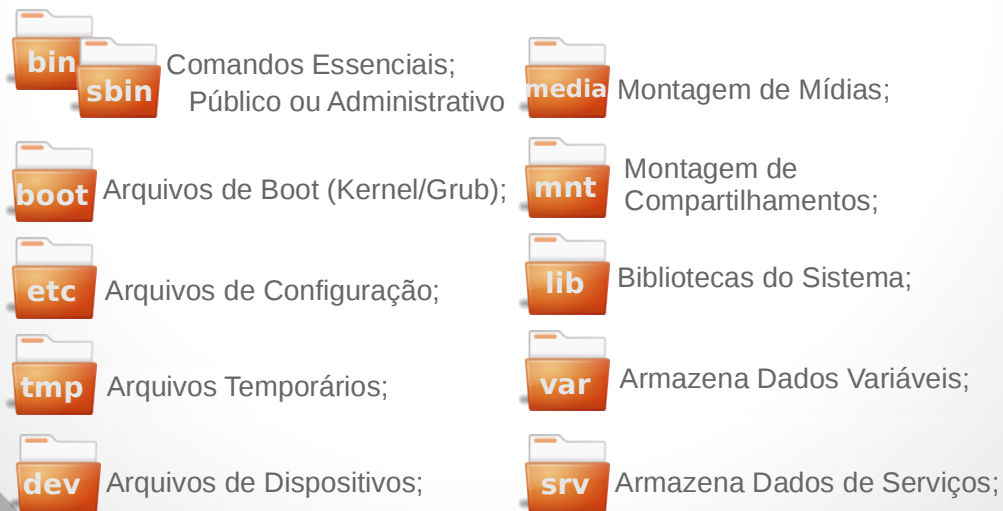 bin
sbin
Comandos Essenciais;
Público ou Administrativo
boot
Arquivos de Boot (Kernel/Grub);
etc
Arquivos de Configuração;
tmp
Arquivos Temporários;
dev
Arquivos de Dispositivos;
media
Montagem de Mídias;
mnt
Montagem de
Compartilhamentos;
lib
Bibliotecas do Sistema;
var
Armazena Dados Variáveis;
srv
Armazena Dados de Serviços;